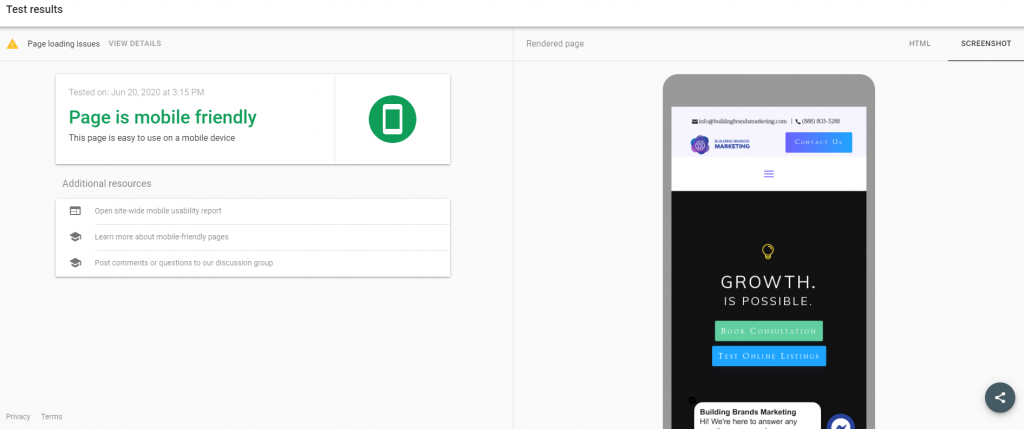 Test results
Page loading issues VIEW DETAILS
Tested on: Jun 20, 2020 at 3:15 PM
Page is mobile friendly
This page is easy to use on a mobile device
Additional resources
Open site-wide mobile usability report
Learn more about mobile-friendly pages
Post comments or questions to our discussion group
Privacy Terms
Rendered page HTML SCREENSHOT
info@buildingbrandsmarketing.com | (888) 803-3288
BUILDING BRANDS
MARKETING
Contact Us
GROWTH.
IS POSSIBLE.
Book Consultation
Test Online Listings
Building Brands Marketing
Hi! We're here to answer any